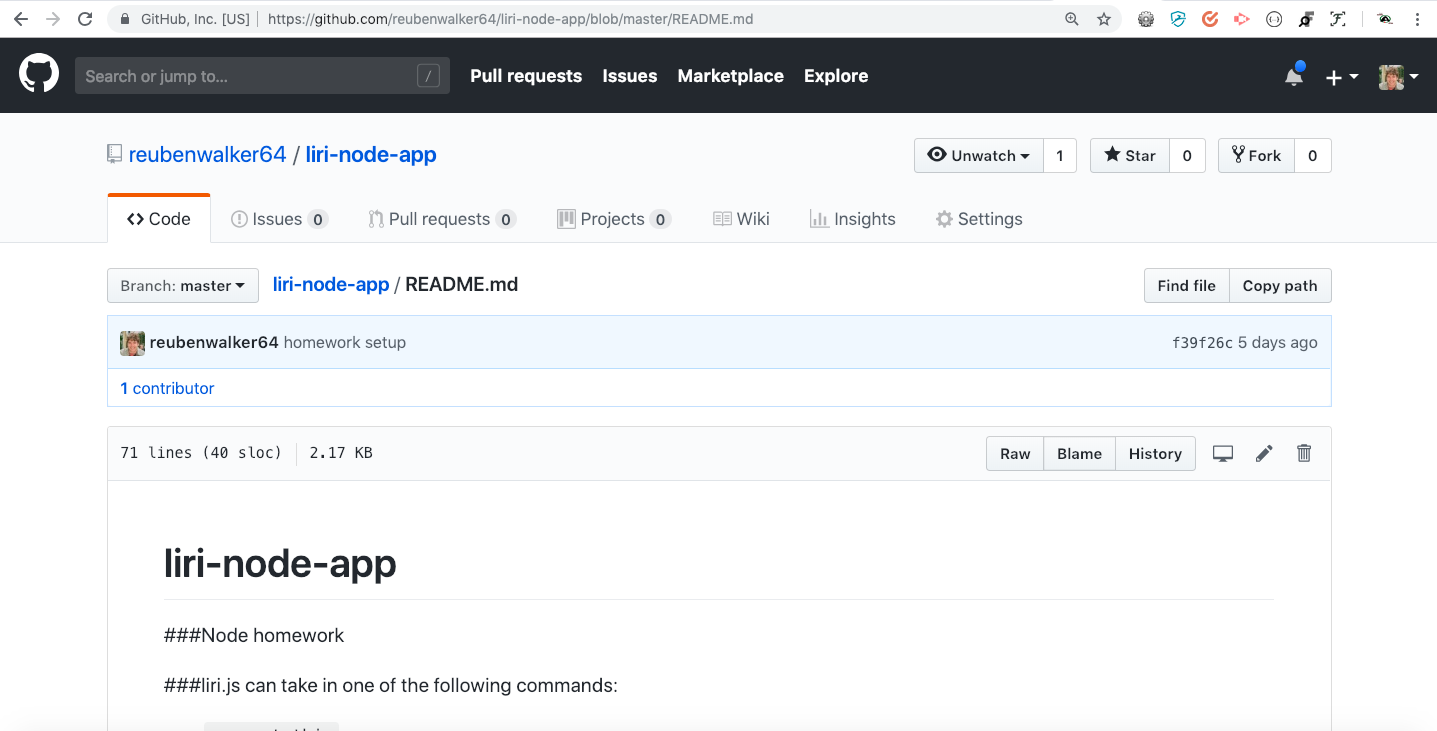 GitHub, Inc. [US] https://github.com/reubenwalker64/liri-node-app/blob/master/README.md
Search or jump to... / Pull requests Issues Marketplace Explore
reubenwalker64 / liri-node-app Unwatch 1 Star 0 Fork 0
Code Issues 0 Pull requests 0 Projects 0 Wiki Insights Settings
Branch: master liri-node-app / README.md Find file Copy path
reubenwalker64 homework setup f39f26c 5 days ago
1 contributor
71 lines (40 sloc) 2.17 KB Raw Blame History
liri-node-app
###Node homework
###liri.js can take in one of the following commands: